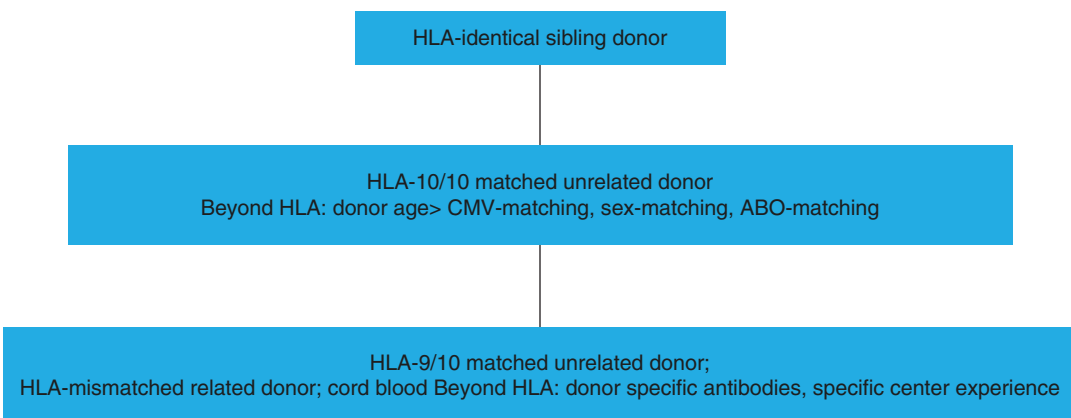 HLA-identical sibling donor
HLA-10/10 matched unrelated donor
Beyond HLA: donor age> CMV-matching, sex-matching, ABO-matching
HLA-9/10 matched unrelated donor;
HLA-mismatched related donor; cord blood Beyond HLA: donor specific antibodies, specific center experience